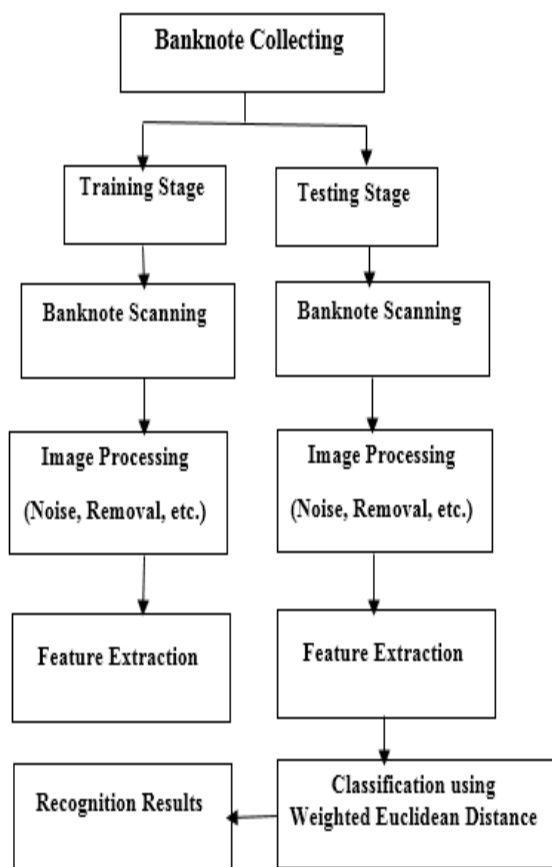 Banknote Collecting
Training Stage
Testing Stage
Banknote Scanning
Banknote Scanning
Image Processing
(Noise, Removal, etc.)
Image Processing
(Noise, Removal, etc.)
Feature Extraction
Feature Extraction
Classification using
Weighted Euclidean Distance
Recognition Results